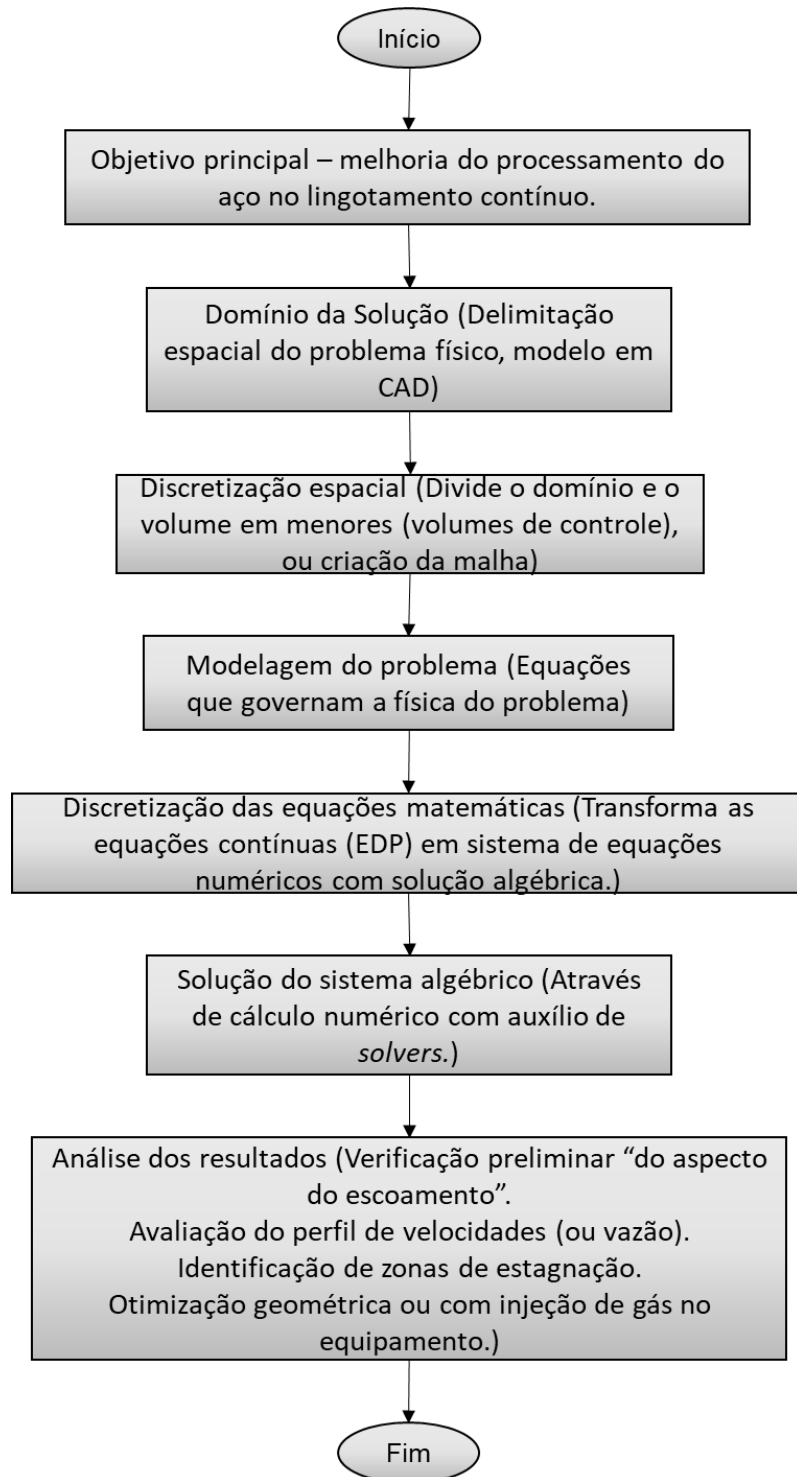 Início
Objetivo principal – melhoria do processamento do
aço no lingotamento contínuo.
Domínio da Solução (Delimitação
espacial do problema físico, modelo em
CAD)
Discretização espacial (Divide o domínio e o
volume em menores (volumes de controle),
ou criação da malha)
Modelagem do problema (Equações
que governam a física do problema)
Discretização das equações matemáticas (Transforma as
equações contínuas (EDP) em sistema de equações
numéricos com solução algébrica.)
Solução do sistema algébrico (Através
de cálculo numérico com auxílio de
solvers.)
Análise dos resultados (Verificação preliminar “do aspecto
do escoamento”.
Avaliação do perfil de velocidades (ou vazão).
Identificação de zonas de estagnação.
Otimização geométrica ou com injeção de gás no
equipamento.)
Fim